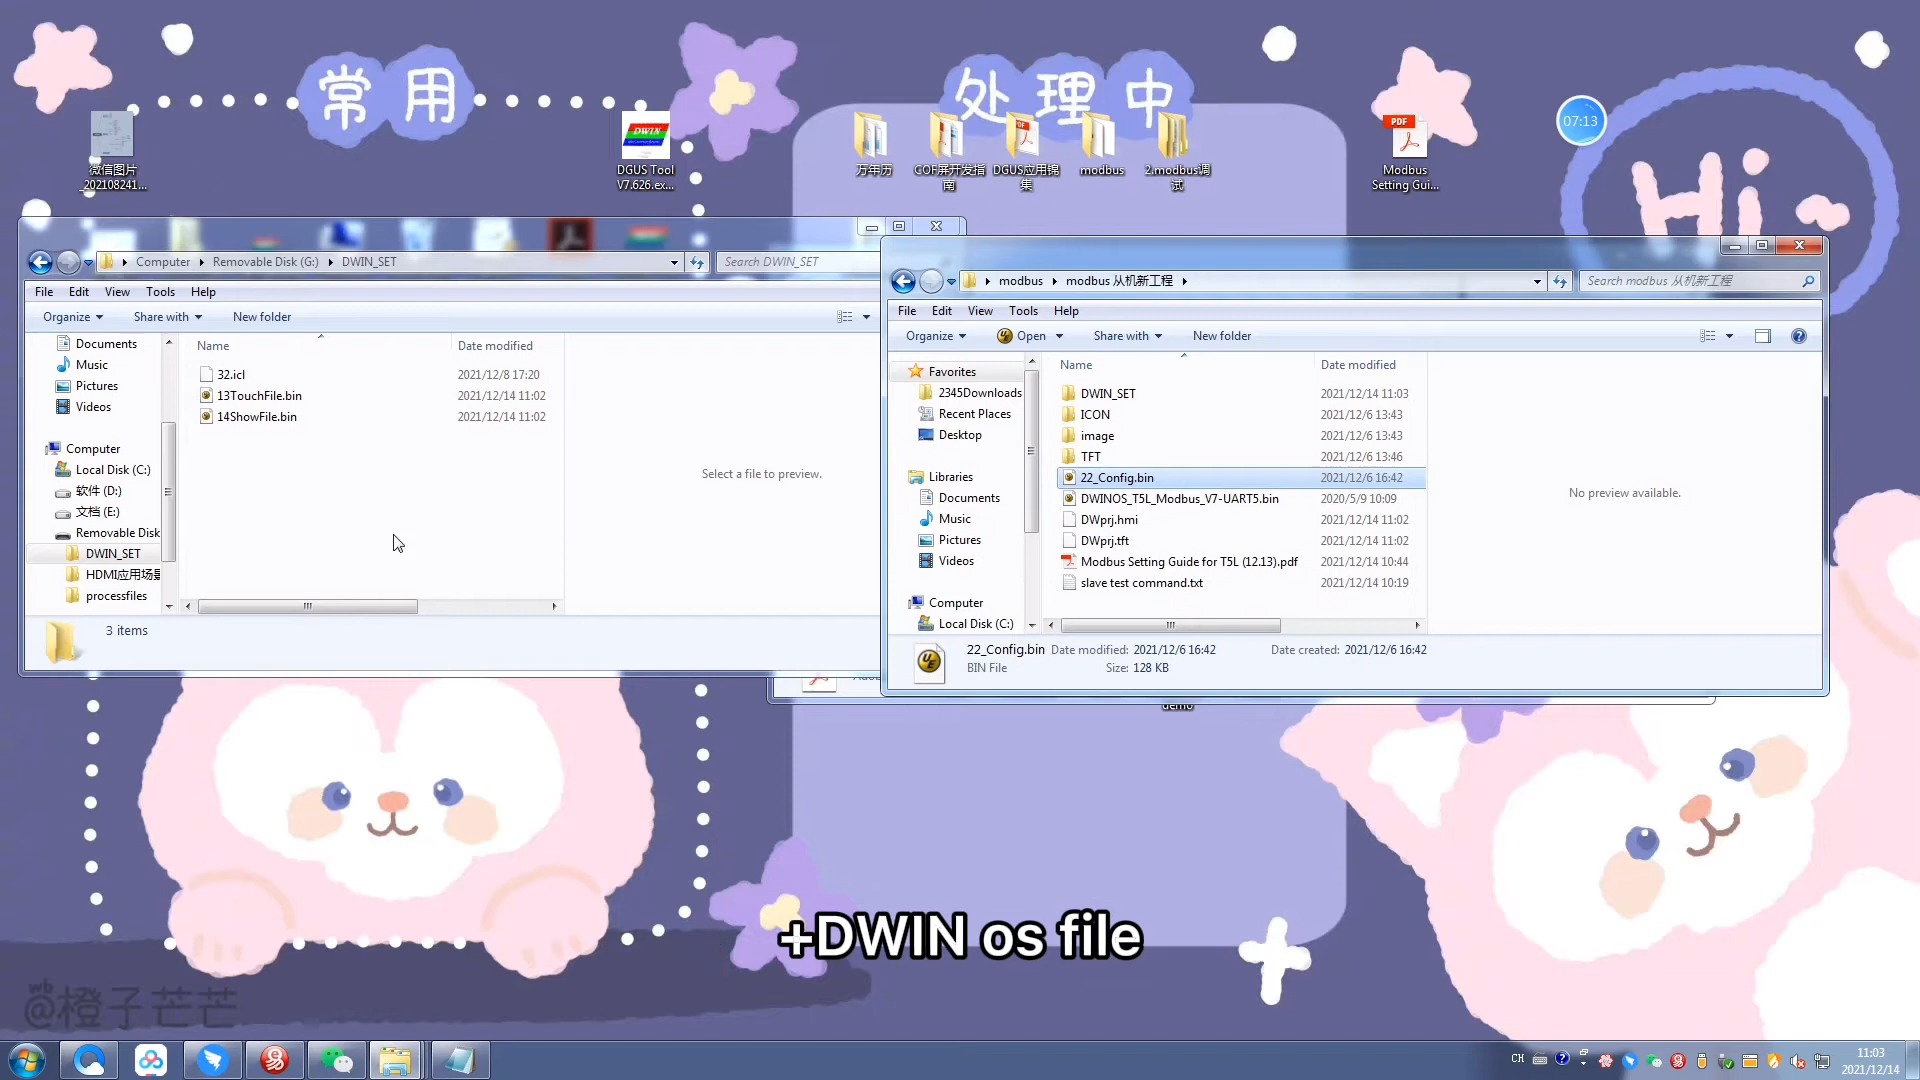 常用
处理中
Hi~
微信图片
_202108241...
DWIN
DGUS Tool
V7.626.ex...
万年历
COF屏开发指
南
DGUS应用锦
集
modbus
2.modbus调
试
PDF
Modbus
Setting Gui...
07:13
Computer
Removable Disk (G:)
DWIN_SET
Search DWIN_SET
File Edit View Tools Help
Organize Share with New folder
Documents
Music
Pictures
Videos
Computer
Local Disk (C:)
软件 (D:)
文档 (E:)
Removable Disk
DWIN_SET
HDMI应用场景
processfiles
Name Date modified
32.icl 2021/12/8 17:20
13TouchFile.bin 2021/12/14 11:02
14ShowFile.bin 2021/12/14 11:02
Select a file to preview.
3 items
modbus modbus 从机新工程
Search modbus 从机新工程
File Edit View Tools Help
Organize Open Share with New folder
Favorites
2345Downloads
Recent Places
Desktop
Libraries
Documents
Music
Pictures
Videos
Computer
Local Disk (C:)
Name Date modified
DWIN_SET 2021/12/14 11:03
ICON 2021/12/6 13:43
image 2021/12/6 13:43
TFT 2021/12/6 13:46
22_Config.bin 2021/12/6 16:42
DWINOS_T5L_Modbus_V7-UART5.bin 2020/5/9 10:09
DWprj.hmi 2021/12/14 11:02
DWprj.tft 2021/12/14 11:02
Modbus Setting Guide for T5L (12.13).pdf 2021/12/14 10:44
slave test command.txt 2021/12/14 10:19
No preview available.
22_Config.bin Date modified: 2021/12/6 16:42 Date created: 2021/12/6 16:42
BIN File Size: 128 KB
demo
+DWIN os file
wb
@橙子芒芒
CH
11:03
2021/12/14